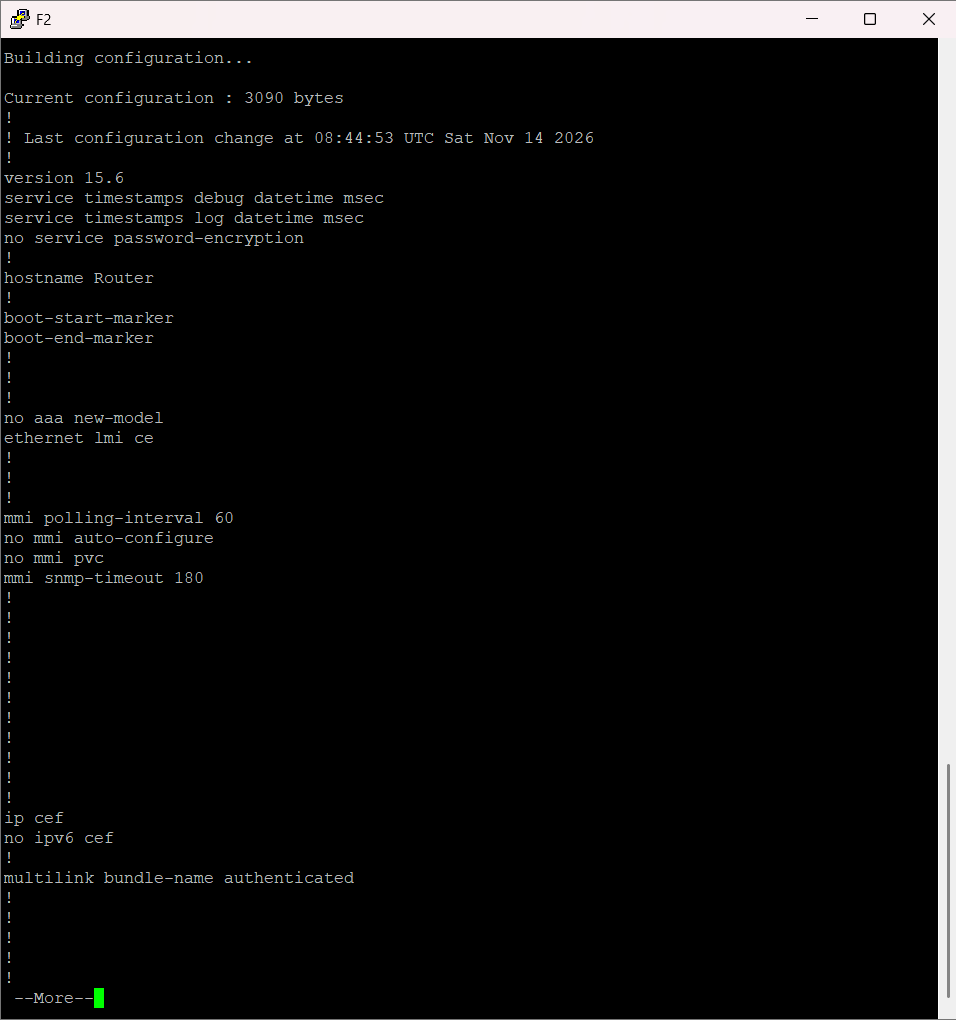 F2
Building configuration...
Current configuration : 3090 bytes
!
! Last configuration change at 08:44:53 UTC Sat Nov 14 2026
!
version 15.6
service timestamps debug datetime msec
service timestamps log datetime msec
no service password-encryption
!
hostname Router
!
boot-start-marker
boot-end-marker
!
!
!
no aaa new-model
ethernet lmi ce
!
!
!
mmi polling-interval 60
no mmi auto-configure
no mmi pvc
mmi snmp-timeout 180
!
!
!
!
!
!
!
!
!
!
!
ip cef
no ipv6 cef
!
multilink bundle-name authenticated
!
!
!
!
!
--More--